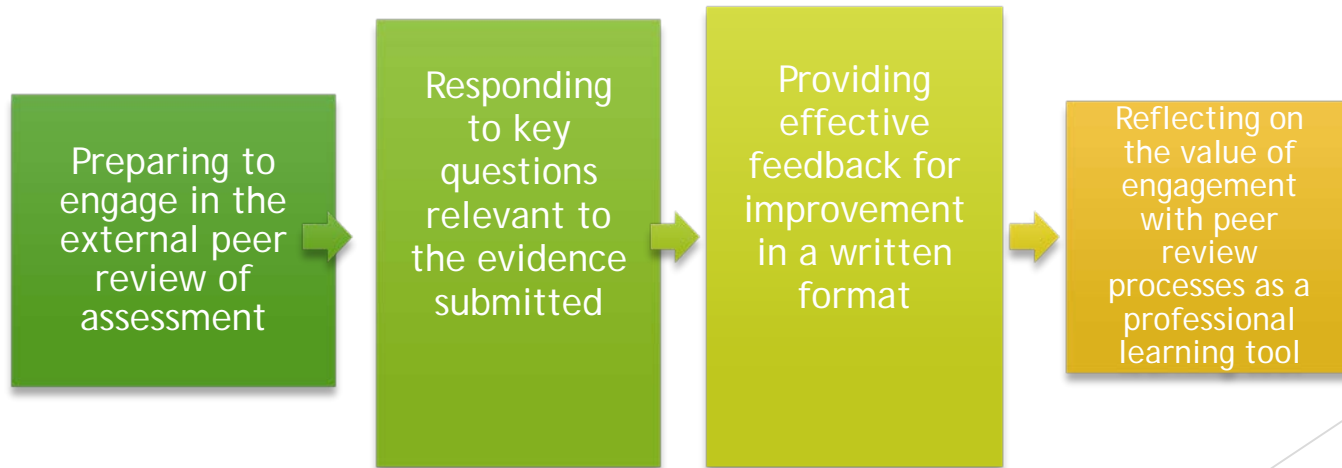 Preparing to
engage in the
external peer
review of
assessment
Responding
to key
questions
relevant to
the evidence
submitted
Providing
effective
feedback for
improvement
in a written
format
Reflecting on
the value of
engagement
with peer
review
processes as a
professional
learning tool